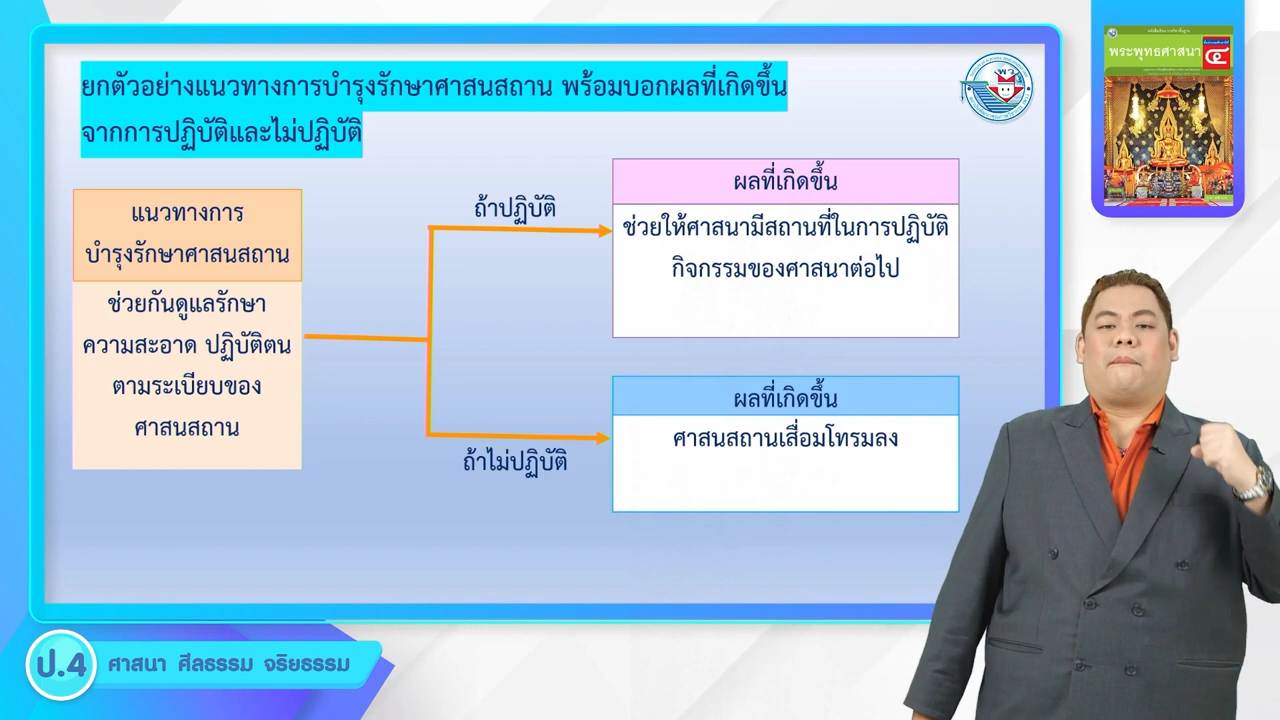 ยกตัวอย่างแนวทางการบำรุงรักษาศาสนสถาน พร้อมบอกผลที่เกิดขึ้น
จากการปฏิบัติและไม่ปฏิบัติ
แนวทางการ
บำรุงรักษาศาสนสถาน
ช่วยกันดูแลรักษา
ความสะอาด ปฏิบัติตน
ตามระเบียบของ
ศาสนสถาน
ถ้าปฏิบัติ
ผลที่เกิดขึ้น
ช่วยให้ศาสนามีสถานที่ในการปฏิบัติ
กิจกรรมของศาสนาต่อไป
ถ้าไม่ปฏิบัติ
ผลที่เกิดขึ้น
ศาสนสถานเสื่อมโทรมลง
พระพุทธศาสนา
๔
ป.4
ศาสนา ศีลธรรม จริยธรรม